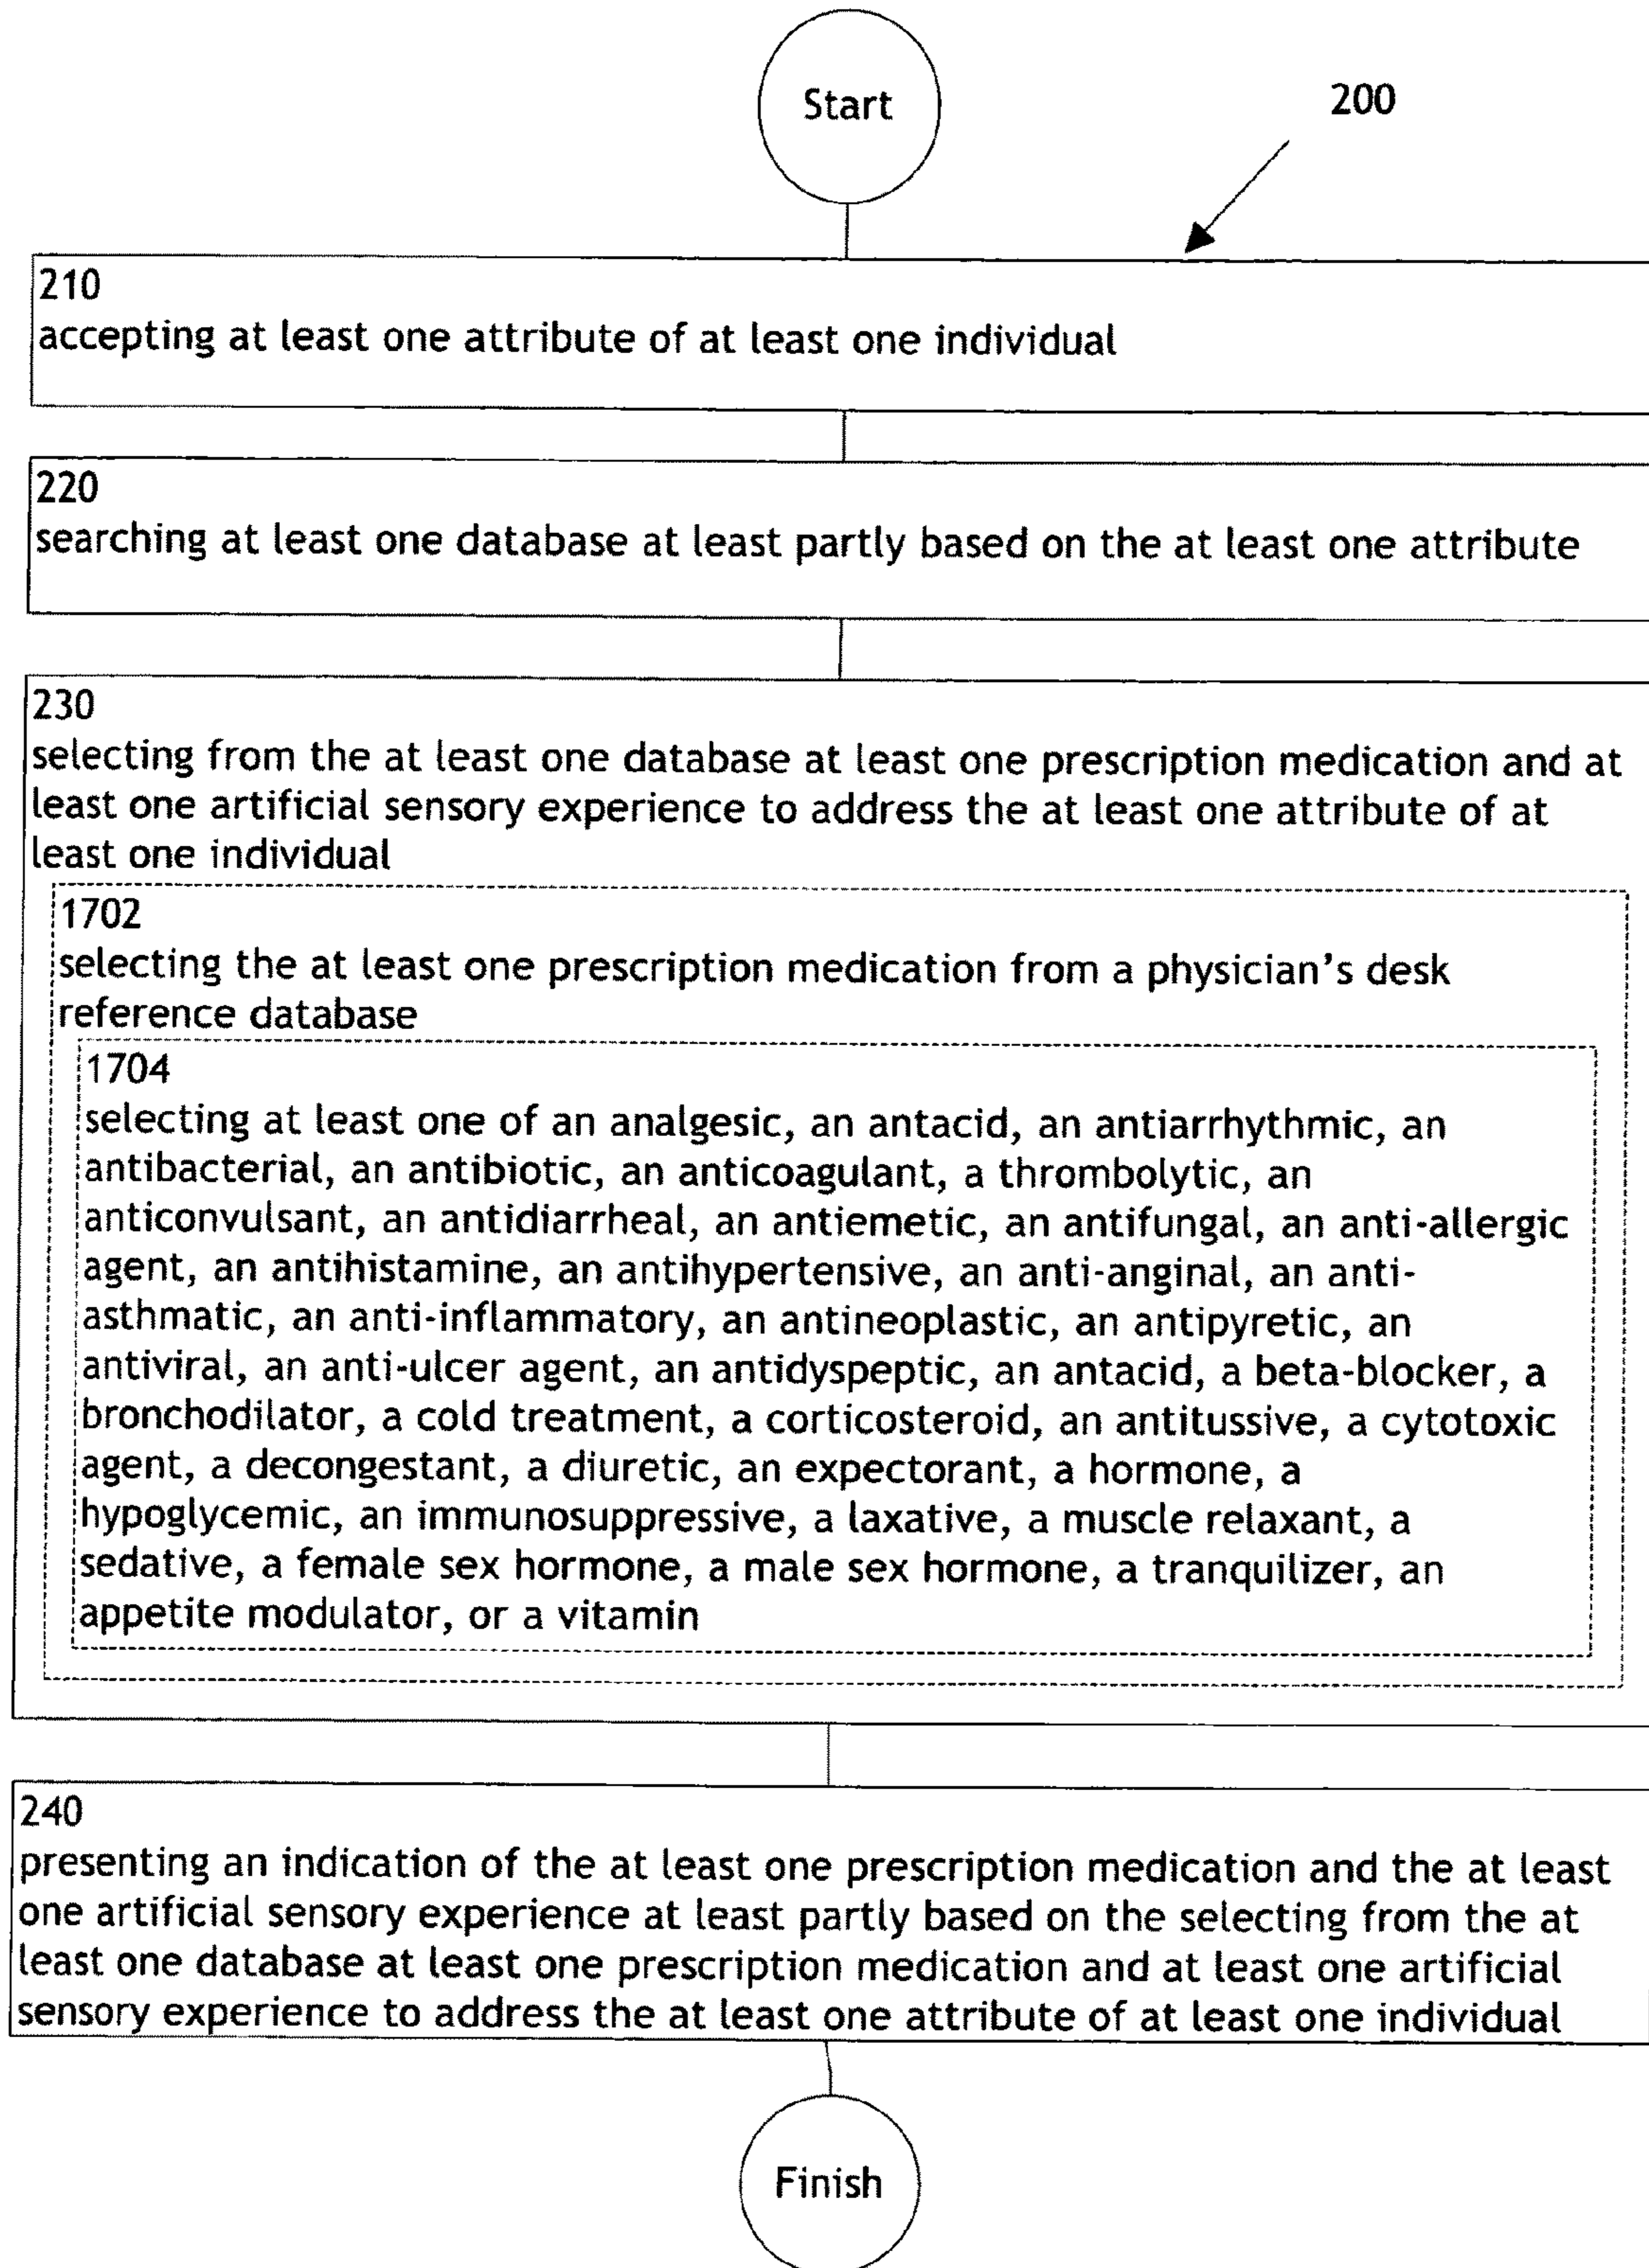 Start
200
210
accepting at least one attribute of at least one individual
220
searching at least one database at least partly based on the at least one attribute
230
selecting from the at least one database at least one prescription medication and at
least one artificial sensory experience to address the at least one attribute of at
least one individual
1702
selecting the at least one prescription medication from a physician's desk
reference database
1704
selecting at least one of an analgesic, an antacid, an antiarrhythmic, an
antibacterial, an antibiotic, an anticoagulant, a thrombolytic, an
anticonvulsant, an antidiarrheal, an antiemetic, an antifungal, an anti-allergic
agent, an antihistamine, an antihypertensive, an anti-anginal, an anti-
asthmatic, an anti-inflammatory, an antineoplastic, an antipyretic, an
antiviral, an anti-ulcer agent, an antidyspeptic, an antacid, a beta-blocker, a
bronchodilator, a cold treatment, a corticosteroid, an antitussive, a cytotoxic
agent, a decongestant, a diuretic, an expectorant, a hormone, a
hypoglycemic, an immunosuppressive, a laxative, a muscle relaxant, a
sedative, a female sex hormone, a male sex hormone, a tranquilizer, an
appetite modulator, or a vitamin
240
presenting an indication of the at least one prescription medication and the at least
one artificial sensory experience at least partly based on the selecting from the at
least one database at least one prescription medication and at least one artificial
sensory experience to address the at least one attribute of at least one individual
Finish